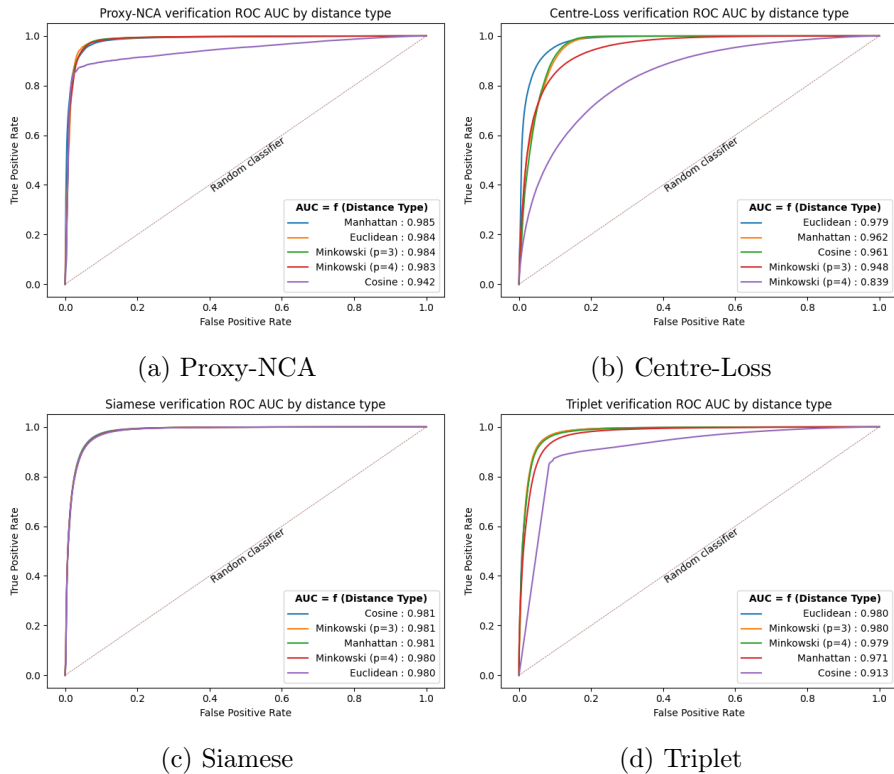 Proxy-NCA verification ROC AUC by distance type
1.0
0.8
0.6
0.4
0.2
0.0
True Positive Rate
Random classifier
AUC = f (Distance Type)
Manhattan : 0.985
Euclidean : 0.984
Minkowski (p=3) : 0.984
Minkowski (p=4) : 0.983
Cosine : 0.942
0.0 0.2 0.4 0.6 0.8 1.0
False Positive Rate
(a) Proxy-NCA
Centre-Loss verification ROC AUC by distance type
1.0
0.8
0.6
0.4
0.2
0.0
True Positive Rate
Random classifier
AUC = f (Distance Type)
Euclidean : 0.979
Manhattan : 0.962
Cosine : 0.961
Minkowski (p=3) : 0.948
Minkowski (p=4) : 0.839
0.0 0.2 0.4 0.6 0.8 1.0
False Positive Rate
(b) Centre-Loss
Siamese verification ROC AUC by distance type
1.0
0.8
0.6
0.4
0.2
0.0
True Positive Rate
Random classifier
AUC = f (Distance Type)
Cosine : 0.981
Minkowski (p=3) : 0.981
Manhattan : 0.981
Minkowski (p=4) : 0.980
Euclidean : 0.980
0.0 0.2 0.4 0.6 0.8 1.0
False Positive Rate
(c) Siamese
Triplet verification ROC AUC by distance type
1.0
0.8
0.6
0.4
0.2
0.0
True Positive Rate
Random classifier
AUC = f (Distance Type)
Euclidean : 0.980
Minkowski (p=3) : 0.980
Minkowski (p=4) : 0.979
Manhattan : 0.971
Cosine : 0.913
0.0 0.2 0.4 0.6 0.8 1.0
False Positive Rate
(d) Triplet